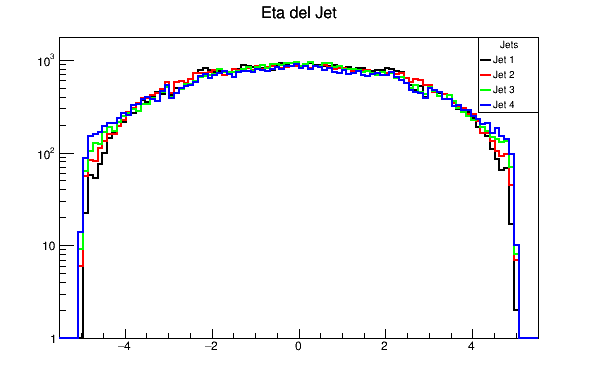 Eta del Jet
Jets
Jet 1
Jet 2
Jet 3
Jet 4
10³
10²
10
1
−4 −2 0 2 4